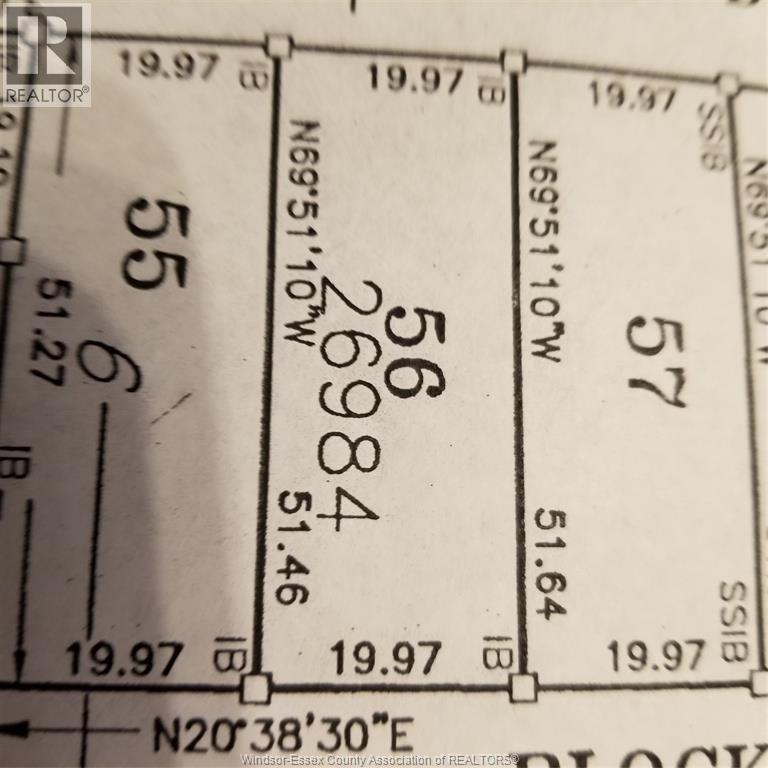 REALTOR®
19.97 19.97 19.97
IB IB SSIB
N69°51'10"W N69°51'10"W
55 56 57
26984
6
51.27
51.46 51.64
IB
IB IB SSIB
19.97 19.97 19.97
N20°38'30"E
BLOCK
Windsor-Essex County Association of REALTORS®